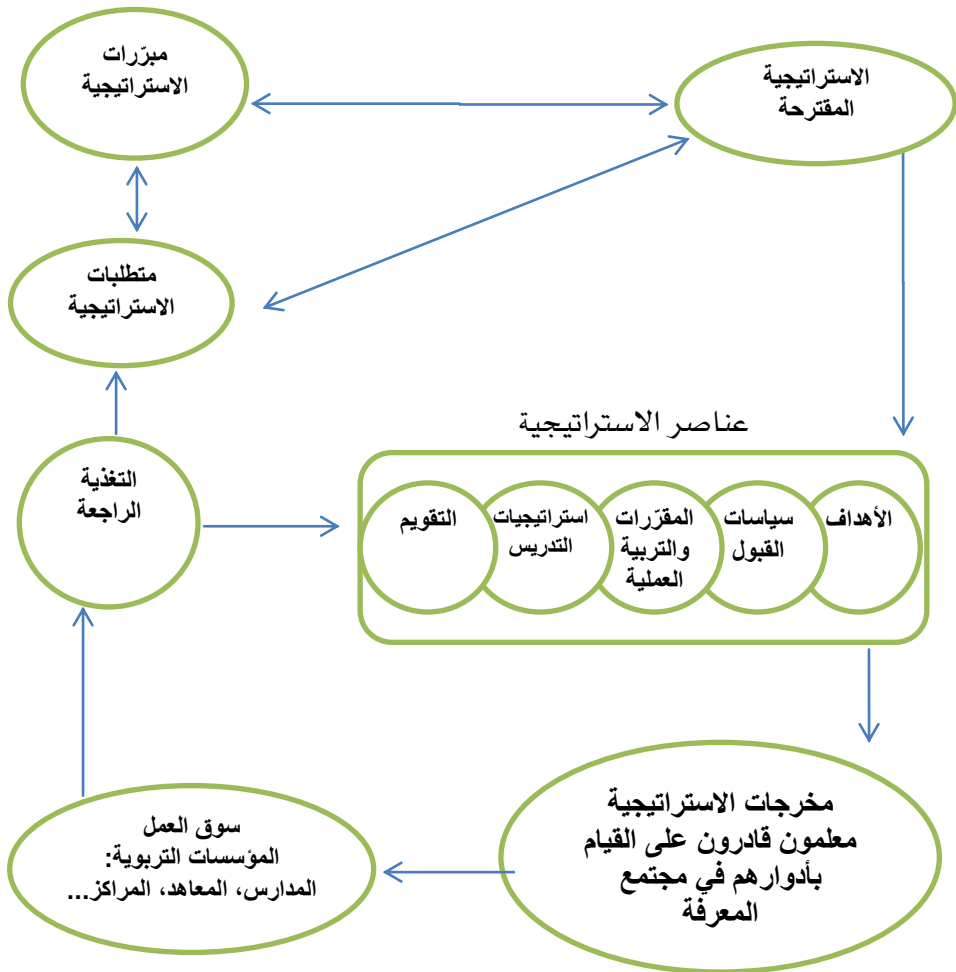 الاستراتيجية
المقترحة
مبرّرات
الاستراتيجية
متطلبات
الاستراتيجية
عناصر الاستراتيجية
الأهداف
سياسات
القبول
المقرّرات
والتربية
العملية
استراتيجيات
التدريس
التقويم
التغذية
الراجعة
مخرجات الاستراتيجية
معلمون قادرون على القيام
بأدوارهم في مجتمع
المعرفة
سوق العمل
المؤسسات التربوية:
المدارس، المعاهد، المراكز...